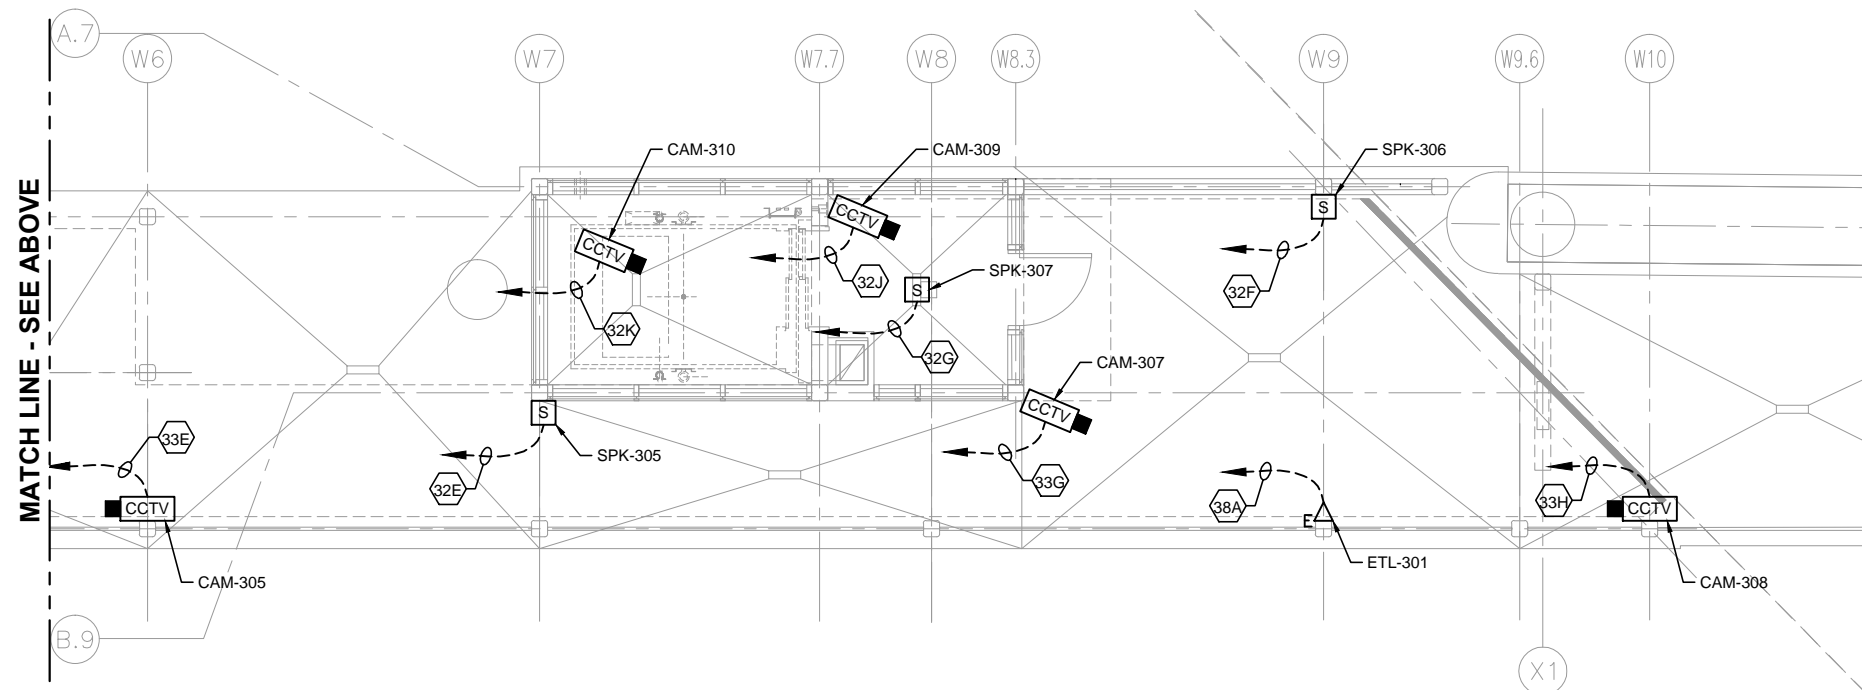 A.7
W6
W7
W7.7
W8
W8.3
W9
W9.6
W10
MATCH LINE - SEE ABOVE
CAM-310
CAM-309
SPK-306
CCTV
CCTV
S
32J
SPK-307
S
32F
32K
32G
CAM-307
CCTV
S
SPK-305
33E
32E
33G
38A
33H
CCTV
E
CCTV
ETL-301
CAM-305
CAM-308
B.9
X1